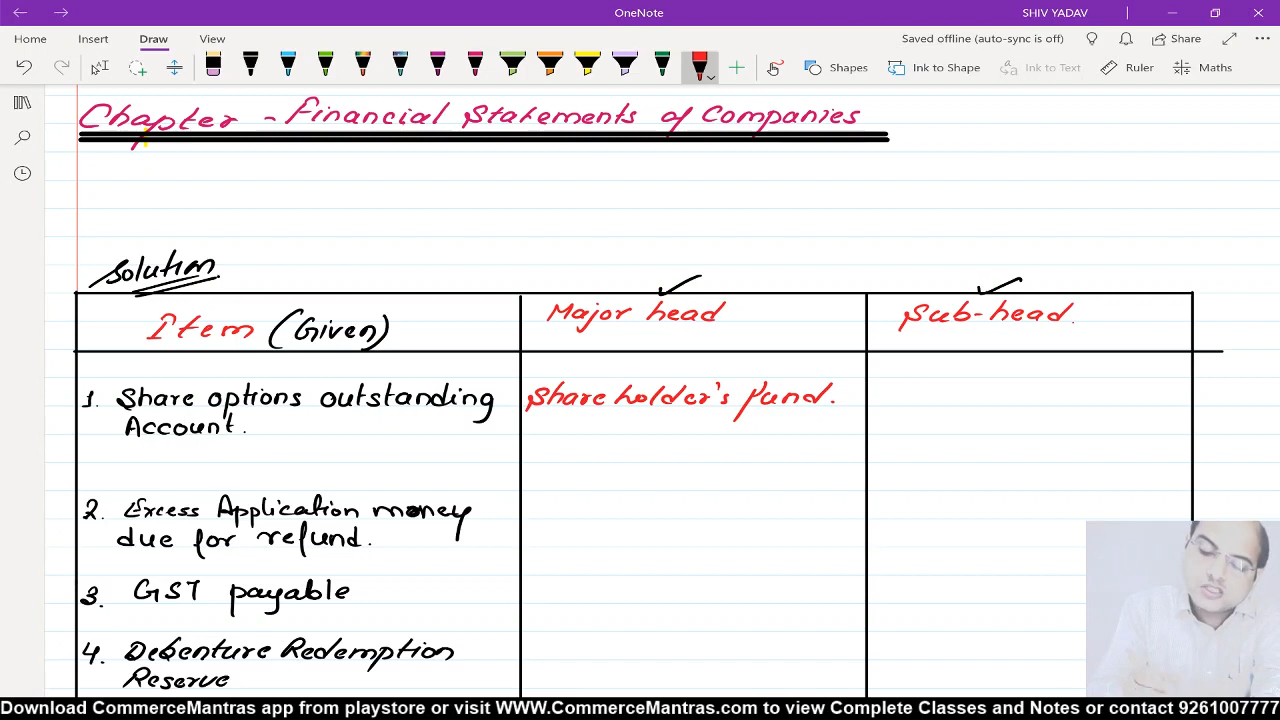 OneNote
SHIV YADAV
Home Insert Draw View
Saved offline (auto-sync is off)
Share
Shapes
Ink to Shape
Ink to Text
Ruler
Maths
Chapter - Financial Statements of Companies
Solution
Item (Given)
Major head
Sub-head.
1. Share options outstanding
Account.
Shareholder's Fund.
2. Excess Application money
due for refund.
3. GST payable
4. Debenture Redemption
Reserve
Download CommerceMantras app from playstore or visit WWW.CommerceMantras.com to view Complete Classes and Notes or contact 9261007777